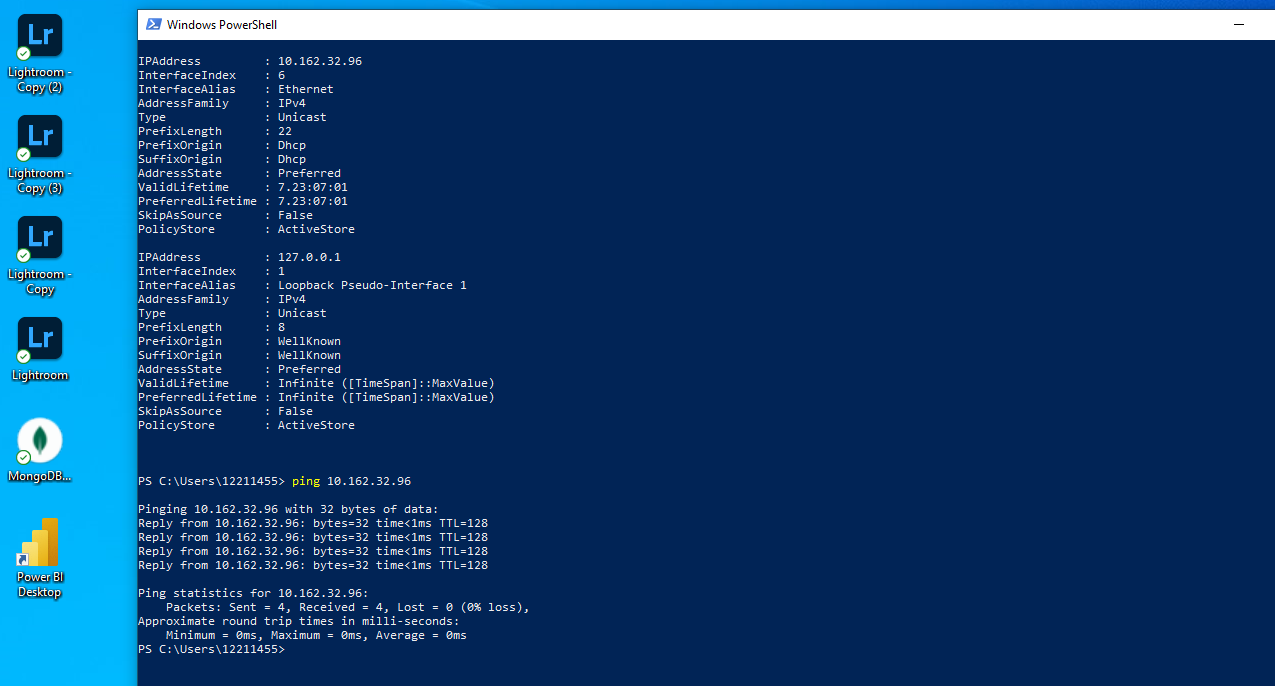 Lr
Lightroom -
Copy (2)
Lr
Lightroom -
Copy (3)
Lr
Lightroom -
Copy
Lr
Lightroom
MongoDB...
Power BI
Desktop
Windows PowerShell
IPAddress         : 10.162.32.96
InterfaceIndex    : 6
InterfaceAlias    : Ethernet
AddressFamily     : IPv4
Type              : Unicast
PrefixLength      : 22
PrefixOrigin      : Dhcp
SuffixOrigin      : Dhcp
AddressState      : Preferred
ValidLifetime     : 7.23:07:01
PreferredLifetime : 7.23:07:01
SkipAsSource      : False
PolicyStore       : ActiveStore
IPAddress         : 127.0.0.1
InterfaceIndex    : 1
InterfaceAlias    : Loopback Pseudo-Interface 1
AddressFamily     : IPv4
Type              : Unicast
PrefixLength      : 8
PrefixOrigin      : WellKnown
SuffixOrigin      : WellKnown
AddressState      : Preferred
ValidLifetime     : Infinite ([TimeSpan]::MaxValue)
PreferredLifetime : Infinite ([TimeSpan]::MaxValue)
SkipAsSource      : False
PolicyStore       : ActiveStore
PS C:\Users\12211455> ping 10.162.32.96
Pinging 10.162.32.96 with 32 bytes of data:
Reply from 10.162.32.96: bytes=32 time<1ms TTL=128
Reply from 10.162.32.96: bytes=32 time<1ms TTL=128
Reply from 10.162.32.96: bytes=32 time<1ms TTL=128
Reply from 10.162.32.96: bytes=32 time<1ms TTL=128
Ping statistics for 10.162.32.96:
    Packets: Sent = 4, Received = 4, Lost = 0 (0% loss),
Approximate round trip times in milli-seconds:
    Minimum = 0ms, Maximum = 0ms, Average = 0ms
PS C:\Users\12211455>